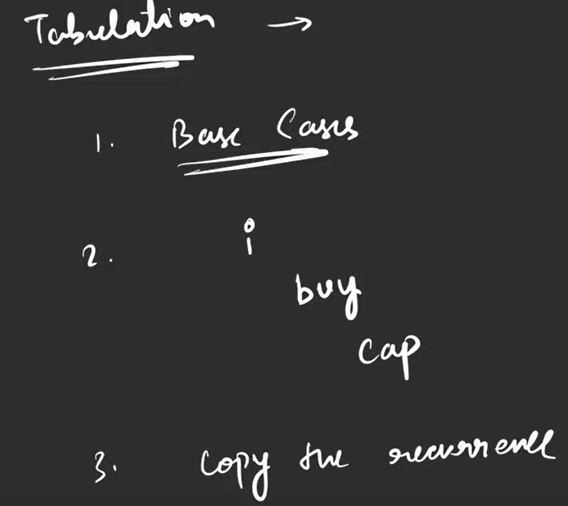 Tabulation →
1. Base Cases
2. i
buy
cap
3. Copy the recurrence